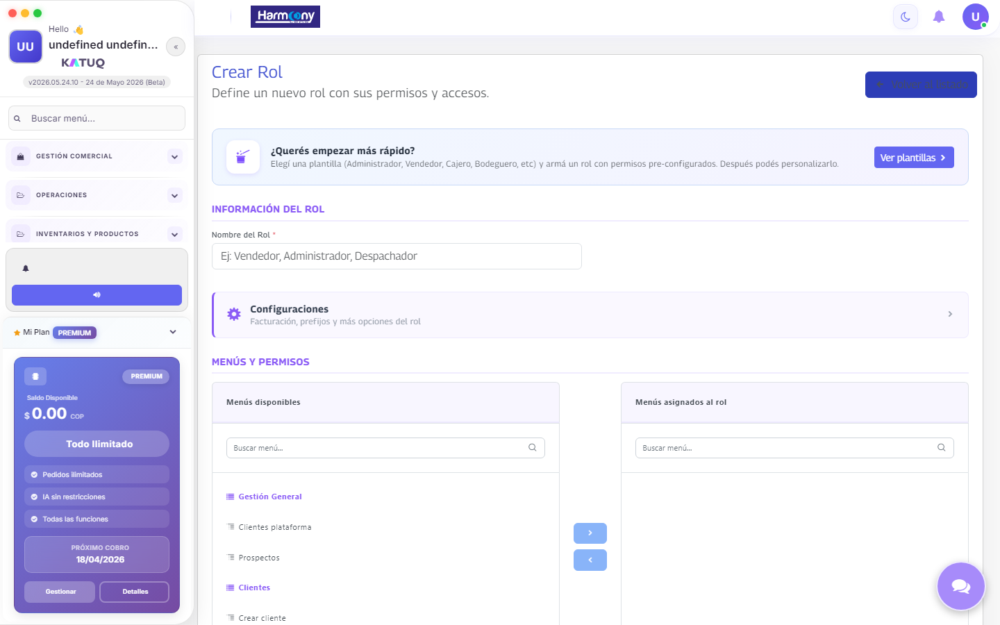 Hello 👋
UU
undefined undefin...
«
KATUQ
v2026.05.24.10 - 24 de Mayo 2026 (Beta)
Buscar menú...
GESTIÓN COMERCIAL
OPERACIONES
INVENTARIOS Y PRODUCTOS
Mi Plan PREMIUM
PREMIUM
Saldo Disponible
$ 0.00 COP
Todo Ilimitado
Pedidos ilimitados
IA sin restricciones
Todas las funciones
PRÓXIMO COBRO
18/04/2026
Gestionar
Detalles
Harmony
U
Crear Rol
Define un nuevo rol con sus permisos y accesos.
Volver al listado
¿Querés empezar más rápido?
Elegí una plantilla (Administrador, Vendedor, Cajero, Bodeguero, etc) y armá un rol con permisos pre-configurados. Después podés personalizarlo.
Ver plantillas
INFORMACIÓN DEL ROL
Nombre del Rol *
Ej: Vendedor, Administrador, Despachador
Configuraciones
Facturación, prefijos y más opciones del rol
MENÚS Y PERMISOS
Menús disponibles
Buscar menú...
Gestión General
Clientes plataforma
Prospectos
Clientes
Crear cliente
Menús asignados al rol
Buscar menú...